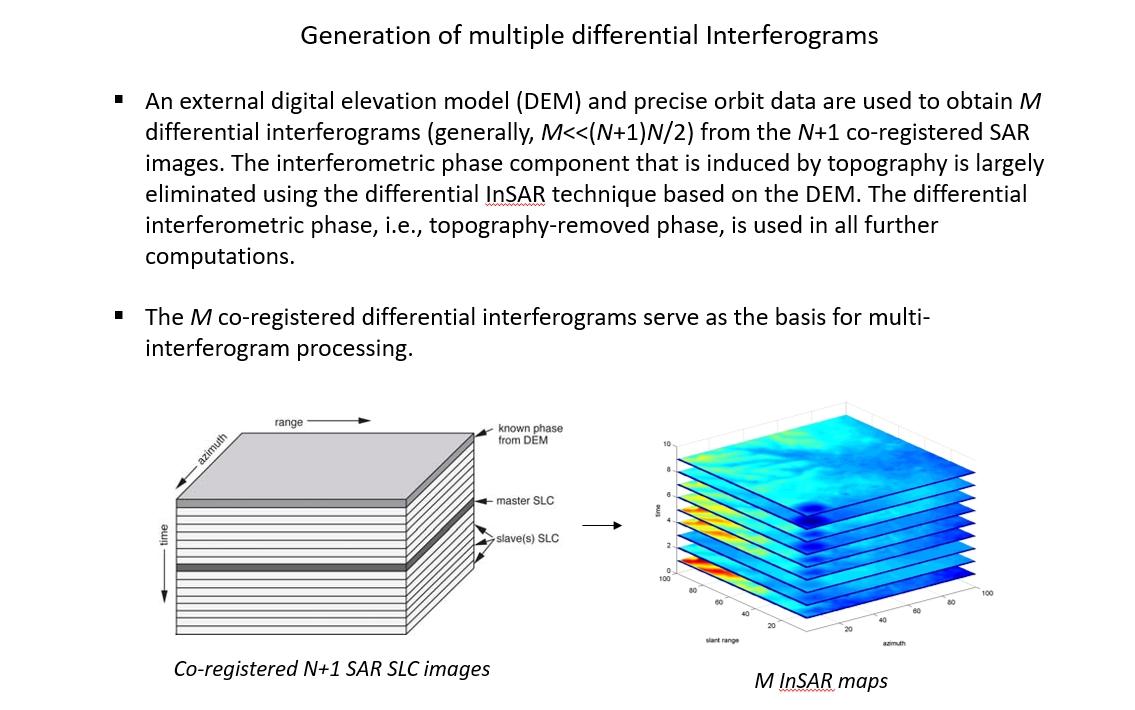 Generation of multiple differential Interferograms
▪ An external digital elevation model (DEM) and precise orbit data are used to obtain M
differential interferograms (generally, M<<(N+1)N/2) from the N+1 co-registered SAR
images. The interferometric phase component that is induced by topography is largely
eliminated using the differential InSAR technique based on the DEM. The differential
interferometric phase, i.e., topography-removed phase, is used in all further
computations.
▪ The M co-registered differential interferograms serve as the basis for multi-
interferogram processing.
range
azimuth
time
known phase
from DEM
master SLC
slave(s) SLC
Co-registered N+1 SAR SLC images
10
8
6
4
2
0
time
100
80
60
40
20
slant range
20
40
60
80
100
azimuth
M InSAR maps